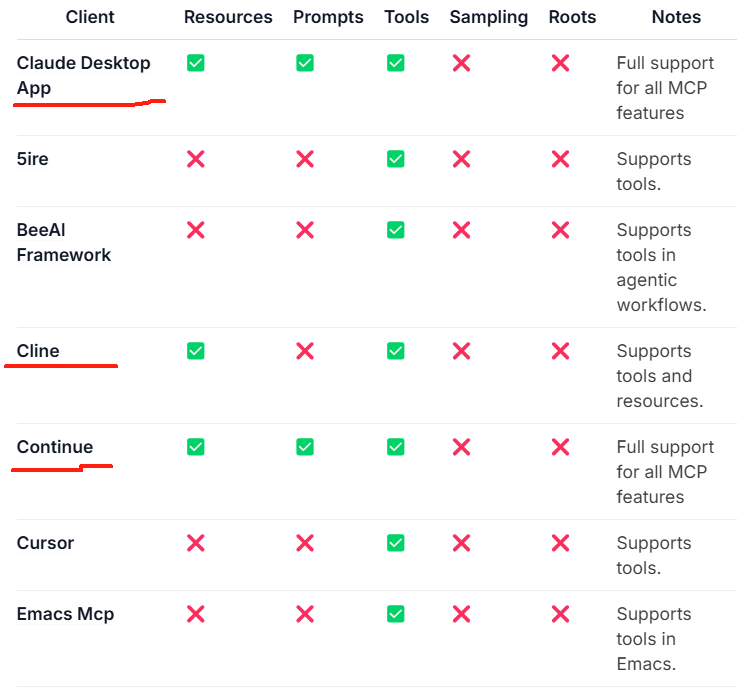 Client Resources Prompts Tools Sampling Roots Notes
Claude Desktop App ✅ ✅ ✅ ❌ ❌ Full support for all MCP features
5ire ❌ ❌ ✅ ❌ ❌ Supports tools.
BeeAI Framework ❌ ❌ ✅ ❌ ❌ Supports tools in agentic workflows.
Cline ✅ ❌ ✅ ❌ ❌ Supports tools and resources.
Continue ✅ ✅ ✅ ❌ ❌ Full support for all MCP features
Cursor ❌ ❌ ✅ ❌ ❌ Supports tools.
Emacs Mcp ❌ ❌ ✅ ❌ ❌ Supports tools in Emacs.